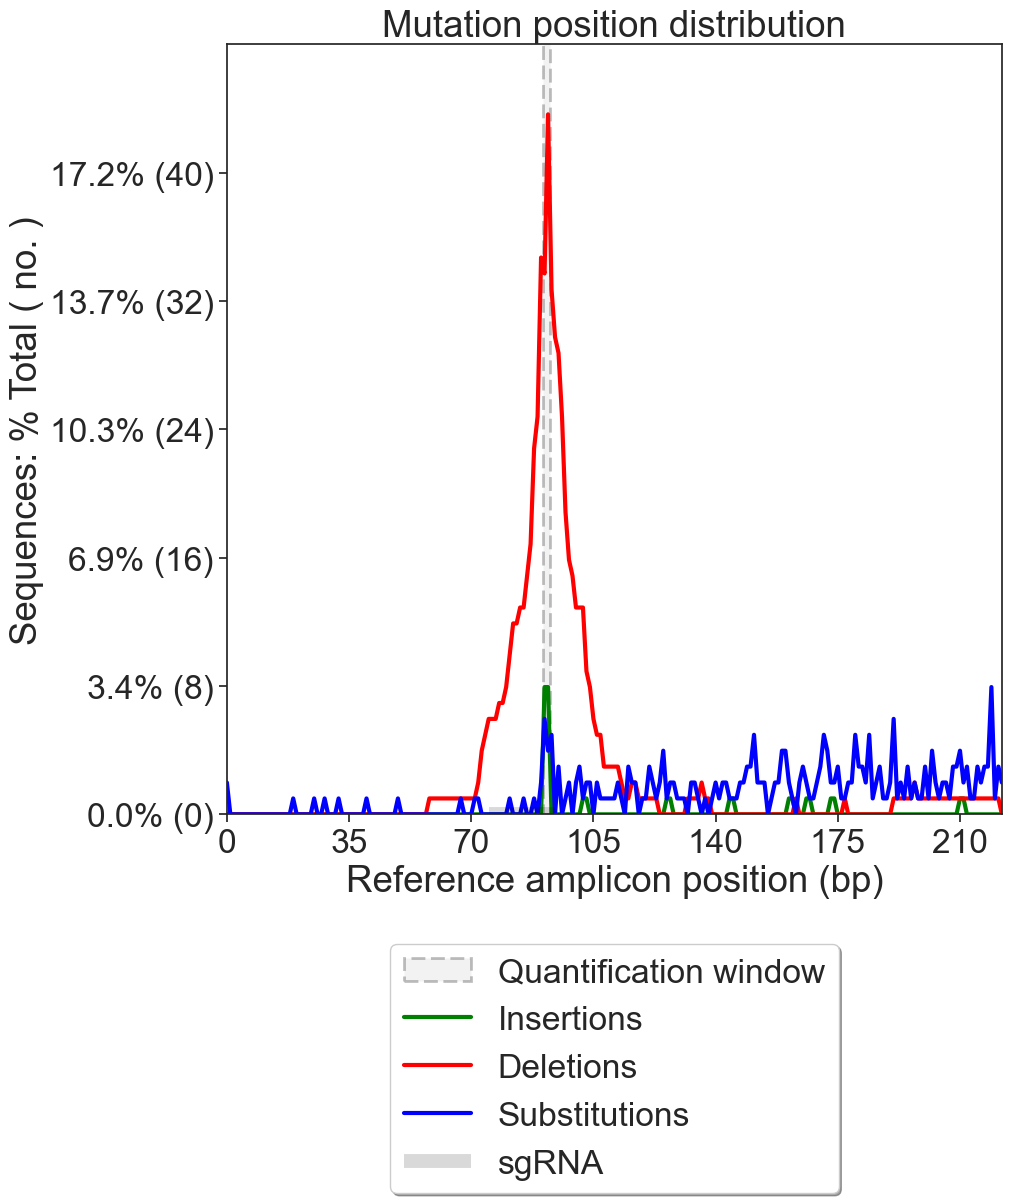 Mutation position distribution
Sequences: % Total ( no. )
17.2% (40)
13.7% (32)
10.3% (24)
6.9% (16)
3.4% (8)
0.0% (0)
0 35 70 105 140 175 210
Reference amplicon position (bp)
Quantification window
Insertions
Deletions
Substitutions
sgRNA